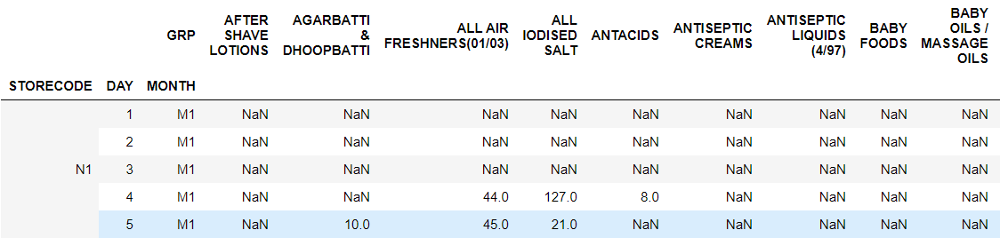 GRP AFTER SHAVE LOTIONS AGARBATTI & DHOOPBATTI ALL AIR FRESHNERS(01/03) ALL IODISED SALT ANTACIDS ANTISEPTIC CREAMS ANTISEPTIC LIQUIDS (4/97) BABY FOODS BABY OILS / MASSAGE OILS
STORECODE DAY MONTH
1 M1 NaN NaN NaN NaN NaN NaN NaN NaN NaN
2 M1 NaN NaN NaN NaN NaN NaN NaN NaN NaN
N1 3 M1 NaN NaN NaN NaN NaN NaN NaN NaN NaN
4 M1 NaN NaN 44.0 127.0 8.0 NaN NaN NaN NaN
5 M1 NaN 10.0 45.0 21.0 NaN NaN NaN NaN NaN